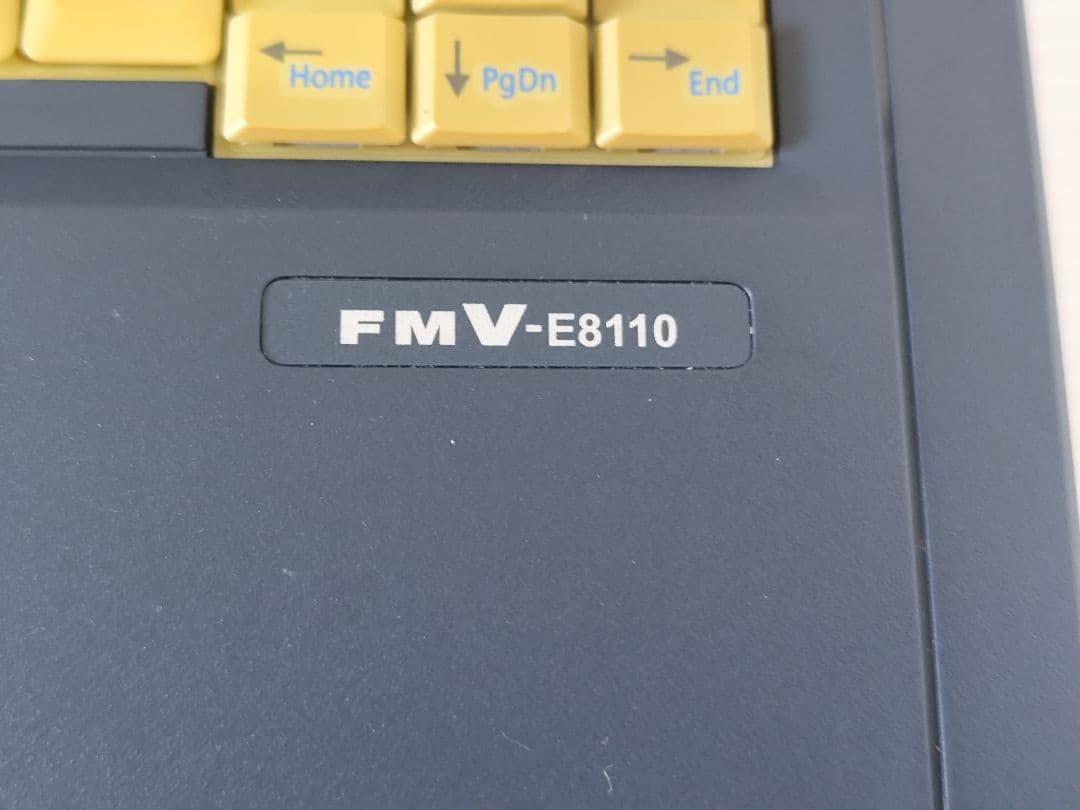 ← Home ↓ PgDn → End
FMV-E8110